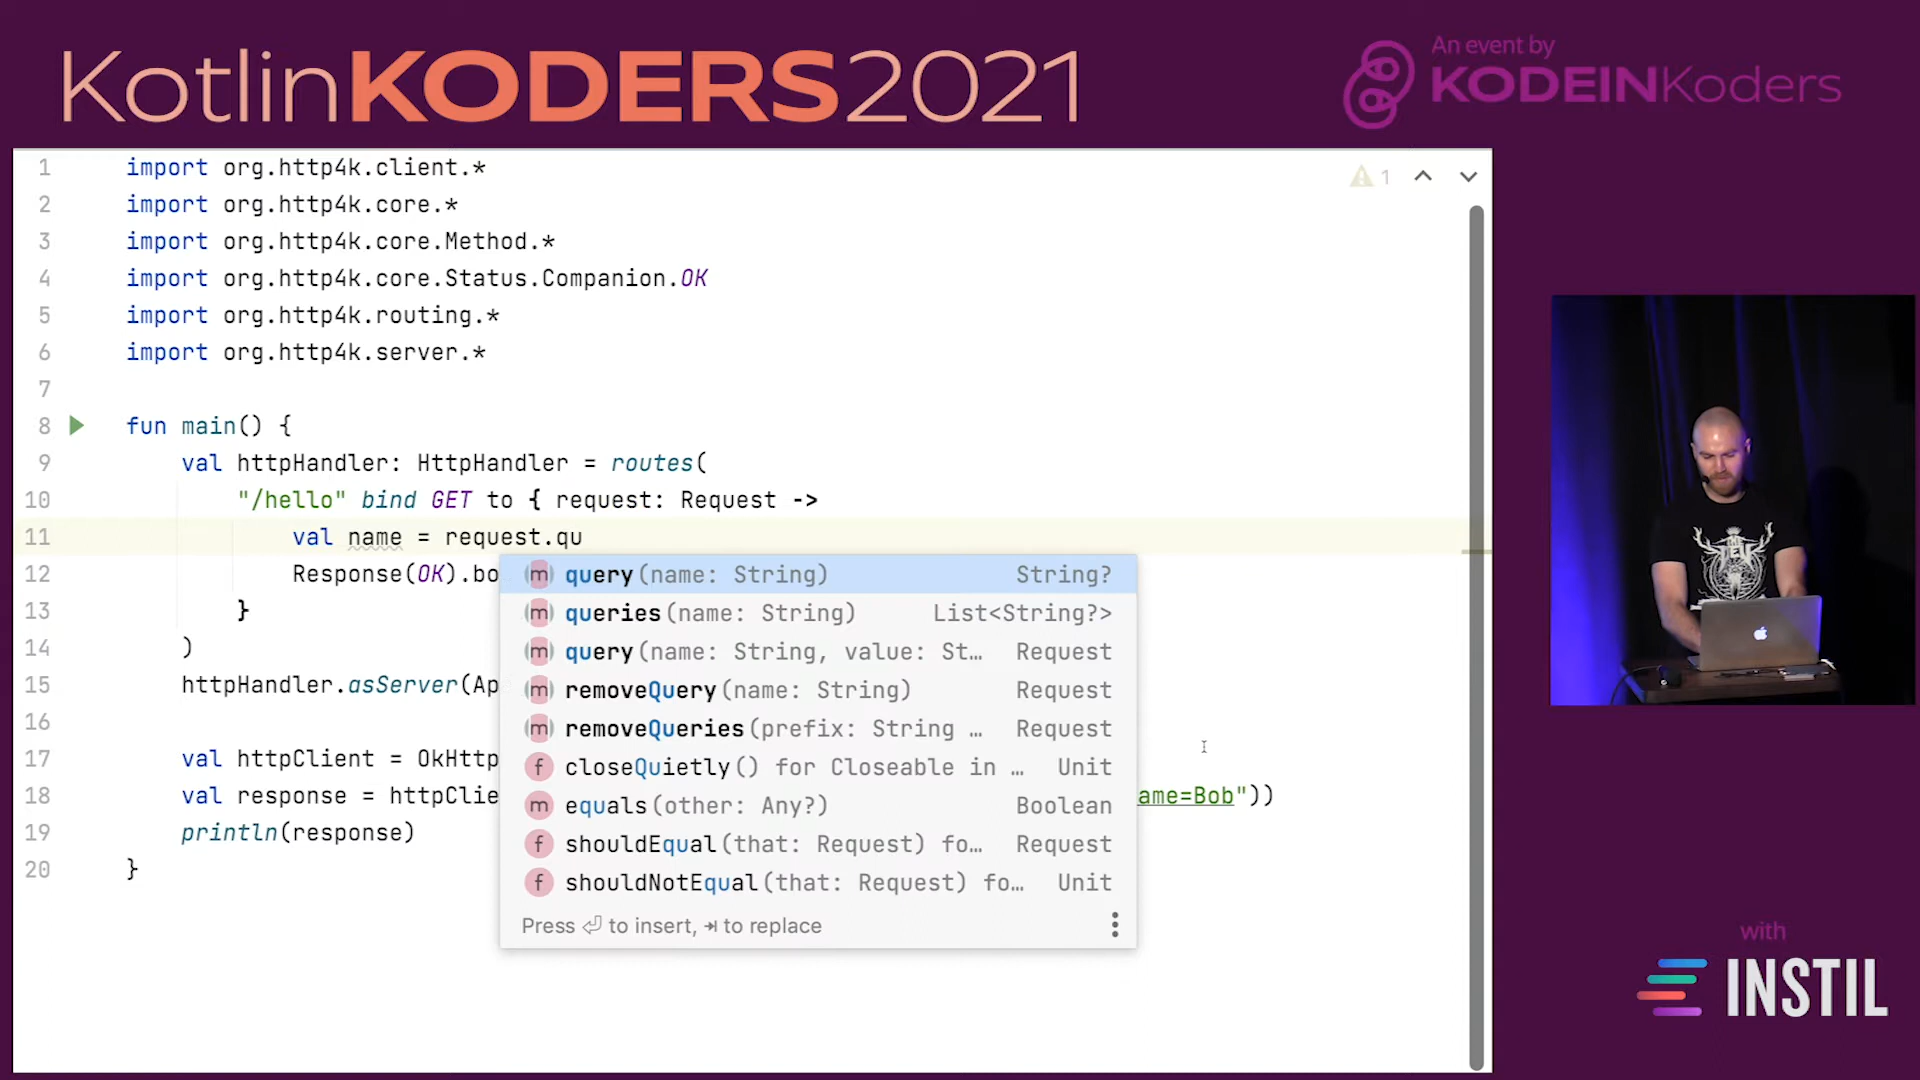 KotlinKODERS2021
An event by
KODEINKoders
1 import org.http4k.client.*
2 import org.http4k.core.*
3 import org.http4k.core.Method.*
4 import org.http4k.core.Status.Companion.OK
5 import org.http4k.routing.*
6 import org.http4k.server.*
7
8 fun main() {
9 val httpHandler: HttpHandler = routes(
10 "/hello" bind GET to { request: Request ->
11 val name = request.qu
12 Response(OK).bo
13 }
14 )
15 httpHandler.asServer(Ap
16
17 val httpClient = OkHttp
18 val response = httpClie ame=Bob"))
19 println(response)
20 }
1
m query(name: String) String?
m queries(name: String) List<String?>
m query(name: String, value: St… Request
m removeQuery(name: String) Request
m removeQueries(prefix: String … Request
f closeQuietly() for Closeable in … Unit
m equals(other: Any?) Boolean
f shouldEqual(that: Request) fo… Request
f shouldNotEqual(that: Request) fo… Unit
Press ⏎ to insert, ⇥ to replace
with
INSTIL